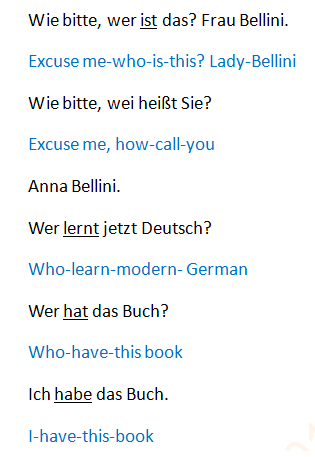 Wie bitte, wer ist das? Frau Bellini.
Excuse me-who-is-this? Lady-Bellini
Wie bitte, wei heißt Sie?
Excuse me, how-call-you
Anna Bellini.
Wer lernt jetzt Deutsch?
Who-learn-modern- German
Wer hat das Buch?
Who-have-this book
Ich habe das Buch.
I-have-this-book